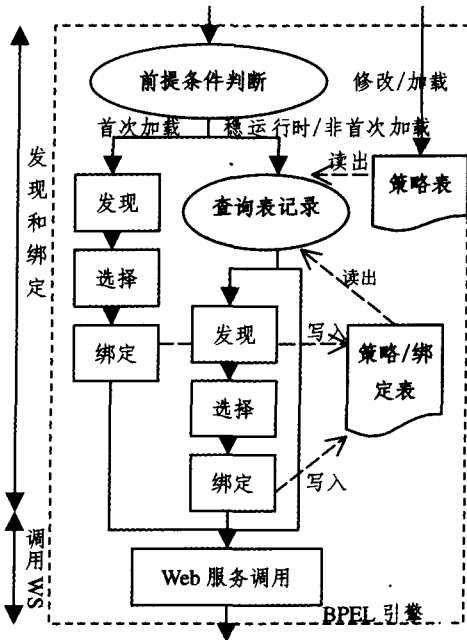 前提条件判断
修改/加载
首次加载
稳运行时/非首次加载
读出
策略表
发现
查询表记录
选择
读出
发现和绑定
绑定
发现
写入
策略/绑定表
选择
绑定
写入
调用 WS
Web 服务调用
BPEL 引擎